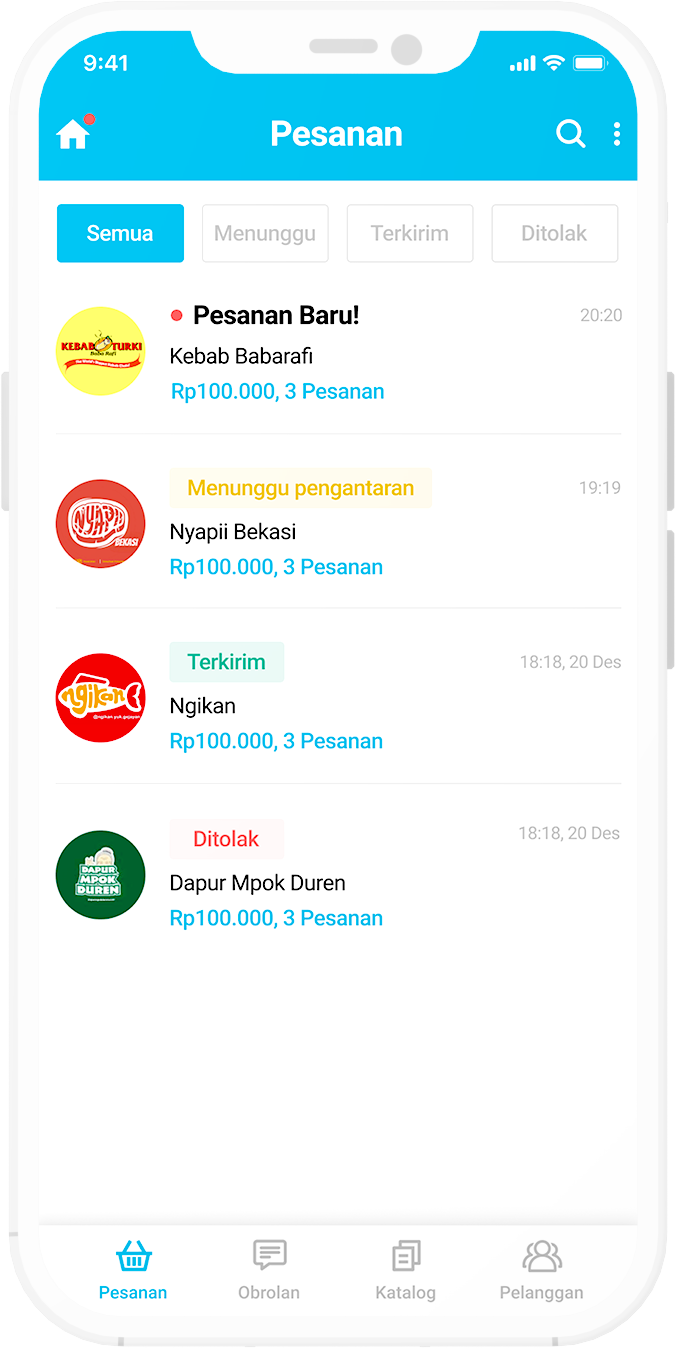 9:41
Pesanan
Semua
Menunggu
Terkirim
Ditolak
Pesanan Baru!
20:20
KEBAB TURKI
Baba Rafi
Kebab Babarafi
Rp100.000, 3 Pesanan
Menunggu pengantaran
19:19
NYAPII
BEKASI
Nyapii Bekasi
Rp100.000, 3 Pesanan
Terkirim
18:18, 20 Des
ngikan
@ngikan.yuk.gejayan
Ngikan
Rp100.000, 3 Pesanan
Ditolak
18:18, 20 Des
DAPUR
MPOK
DUREN
Dapur Mpok Duren
Rp100.000, 3 Pesanan
Pesanan
Obrolan
Katalog
Pelanggan